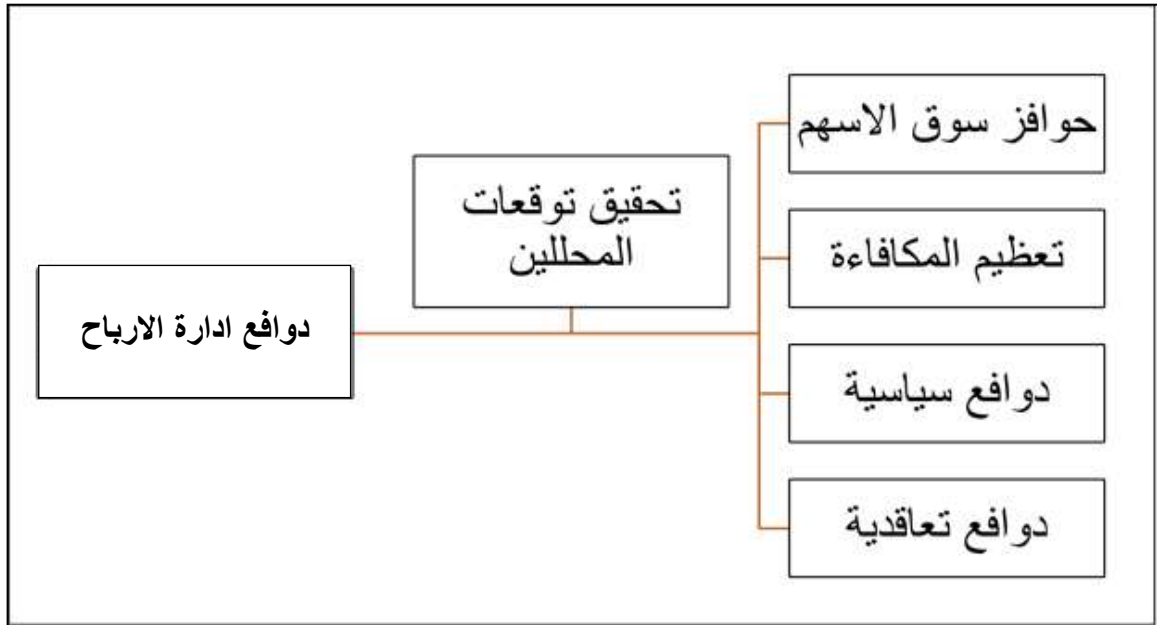 حوافز سوق الاسهم
تحقيق توقعات
المحللين
تعظيم المكافاءة
دوافع ادارة الارباح
دوافع سياسية
دوافع تعاقدية